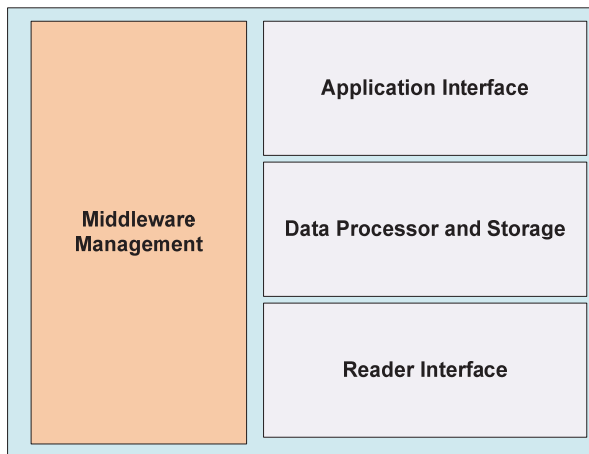 Middleware
Management
Application Interface
Data Processor and Storage
Reader Interface